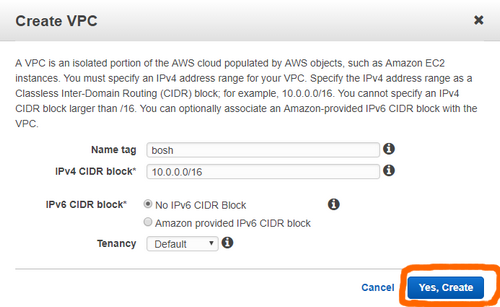 Create VPC
A VPC is an isolated portion of the AWS cloud populated by AWS objects, such as Amazon EC2
instances. You must specify an IPv4 address range for your VPC. Specify the IPv4 address range as a
Classless Inter-Domain Routing (CIDR) block; for example, 10.0.0.0/16. You cannot specify an IPv4
CIDR block larger than /16. You can optionally associate an Amazon-provided IPv6 CIDR block with the
VPC.
Name tag bosh
IPv4 CIDR block* 10.0.0.0/16
IPv6 CIDR block* No IPv6 CIDR Block
Amazon provided IPv6 CIDR block
Tenancy Default
Cancel Yes, Create